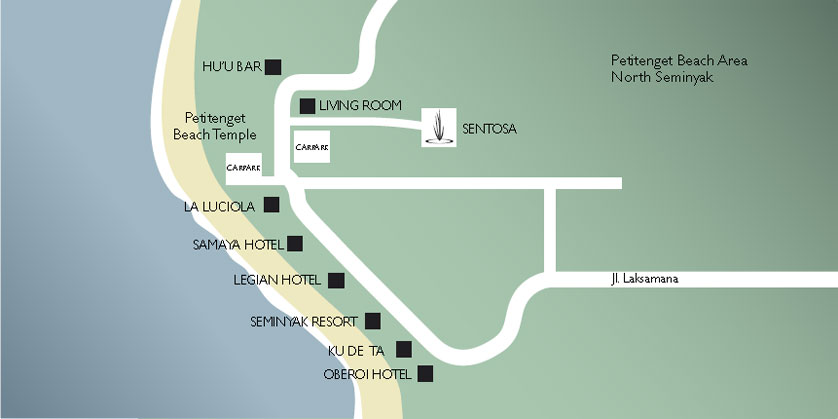 Petitenget Beach Area
North Seminyak
HU'U BAR
LIVING ROOM
Petitenget
Beach Temple
SENTOSA
CARPARK
CARPARK
LA LUCIOLA
SAMAYA HOTEL
LEGIAN HOTEL
Jl. Laksamana
SEMINYAK RESORT
KU DE TA
OBEROI HOTEL